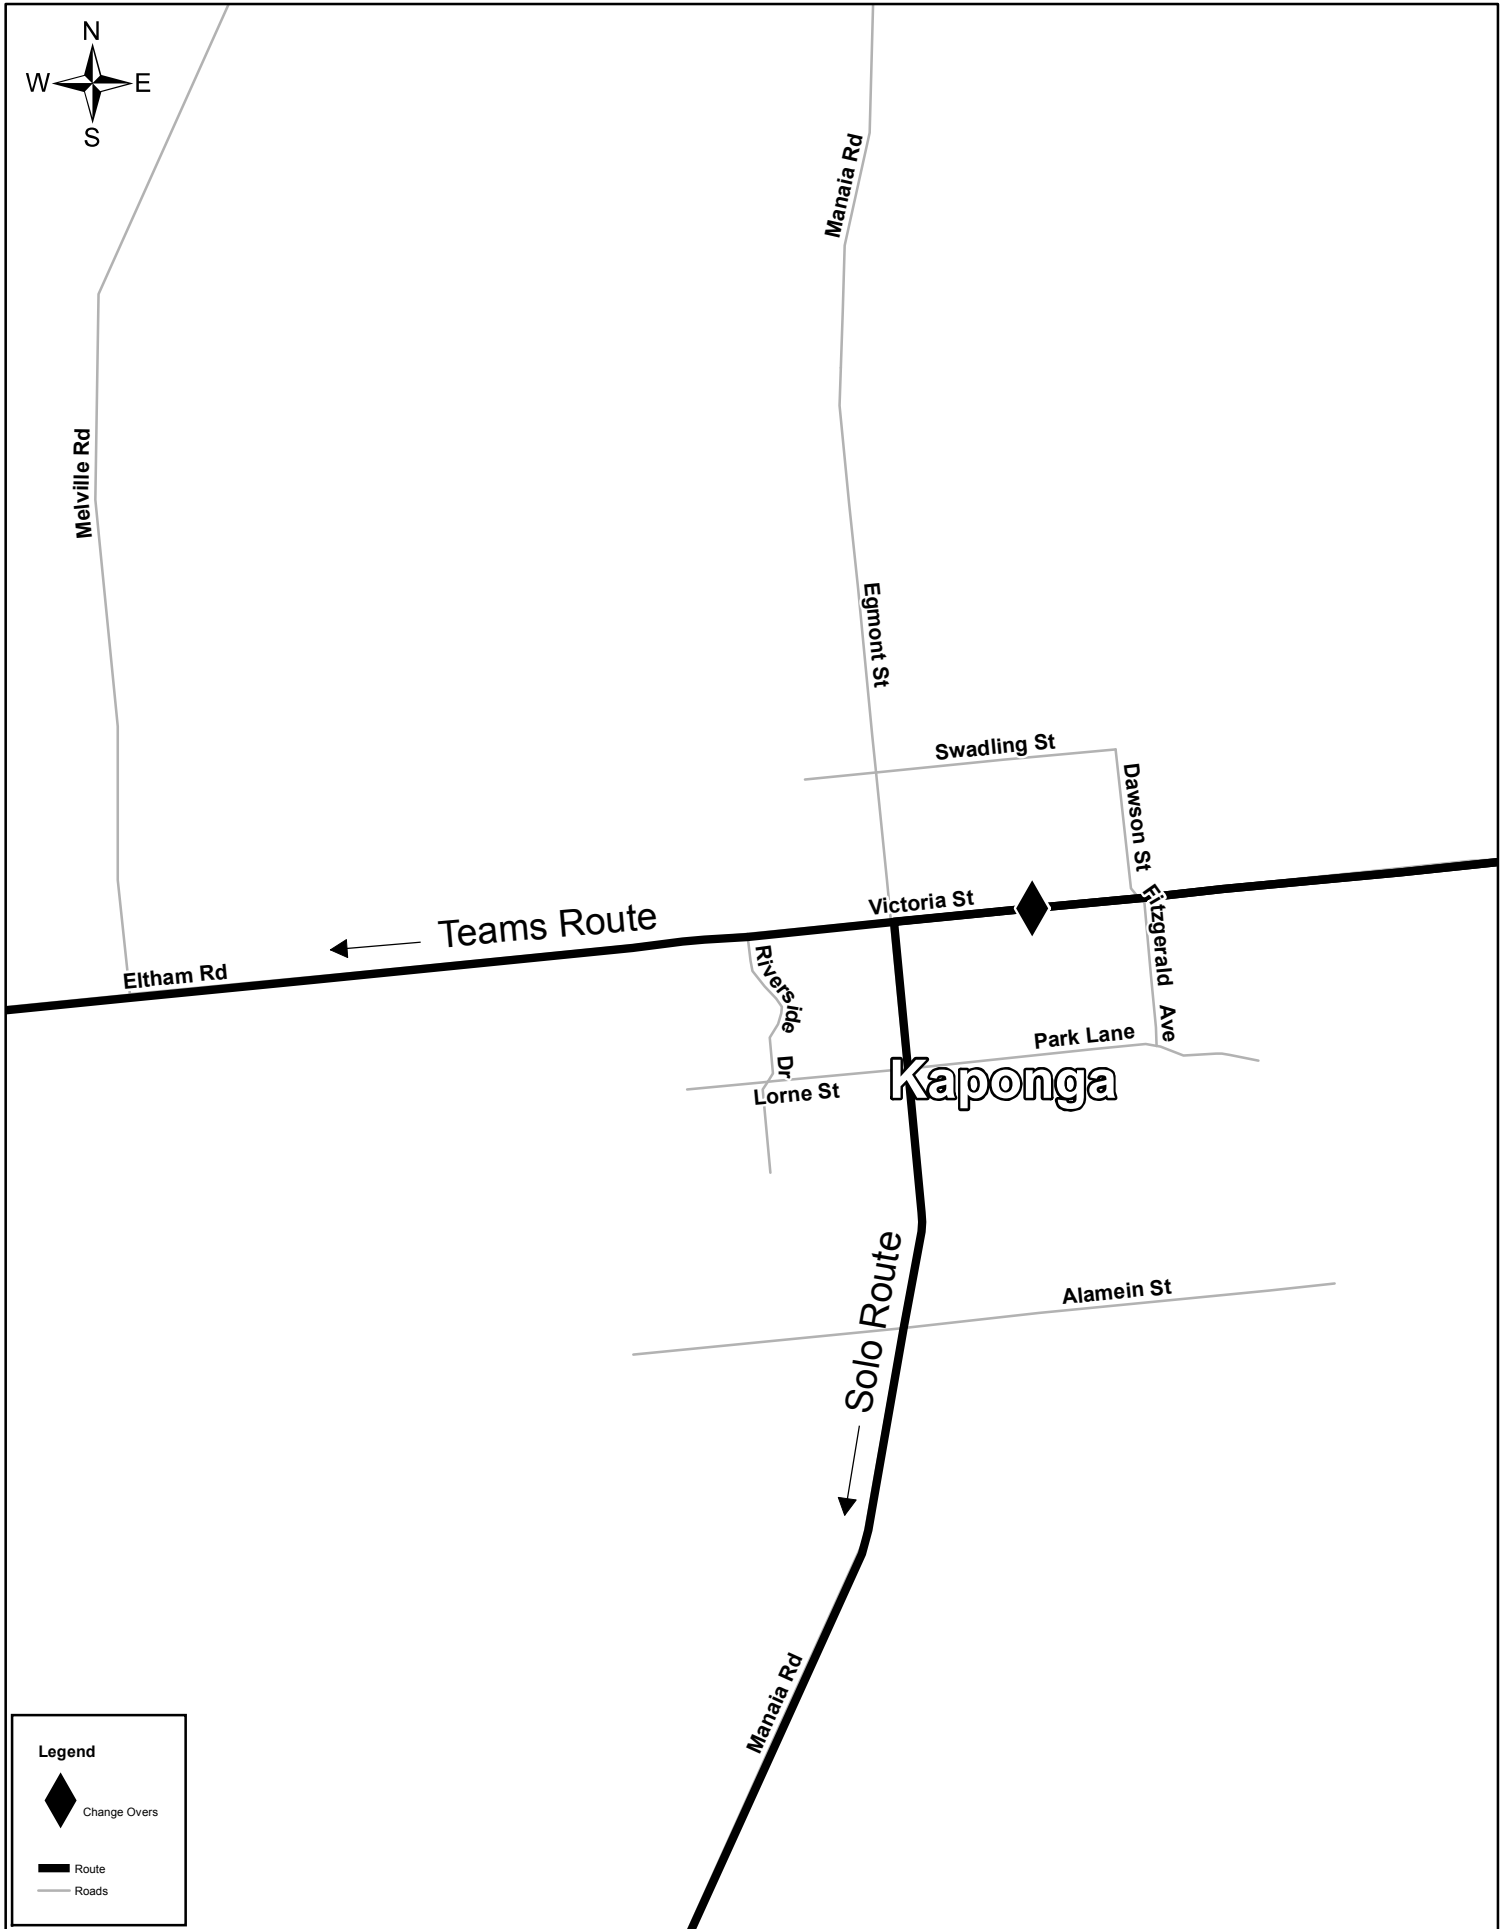 N
W E
S
Manaia Rd
Melville Rd
Egmont St
Swadling St
Dawson St
Victoria St
Fitzgerald Ave
Teams Route
Eltham Rd
Riverside Dr
Park Lane
Kaponga
Lorne St
Solo Route
Alamein St
Manaia Rd
Legend
Change Overs
Route
Roads